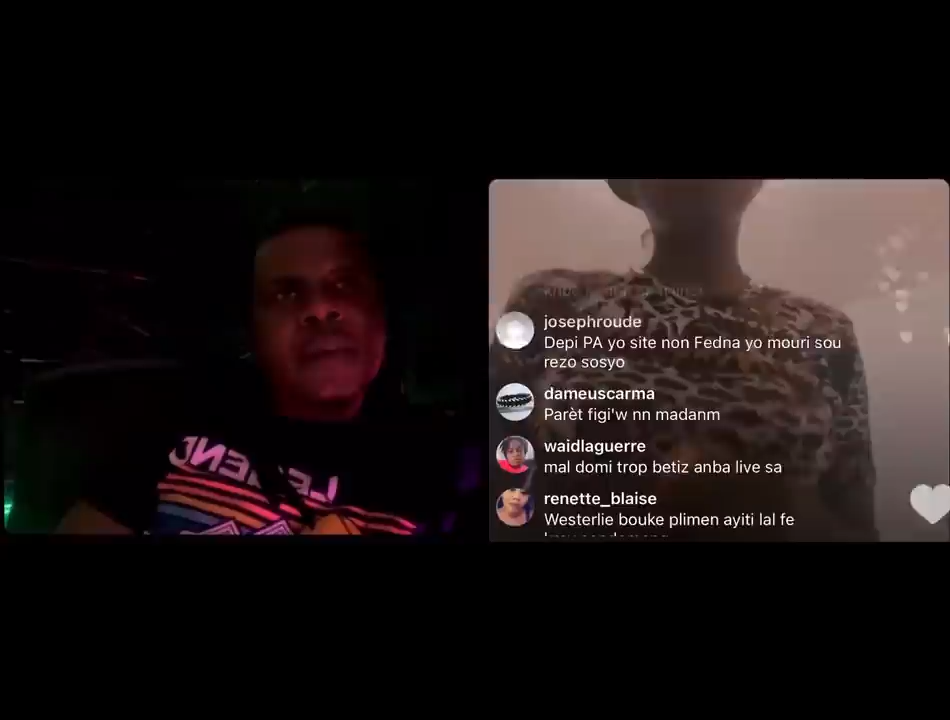 LEGEND
josephroude
Depi PA yo site non Fedna yo mouri sou
rezo sosyo
dameuscarma
Parèt figi'w nn madanm
waidlaguerre
mal domi trop betiz anba live sa
renette_blaise
Westerlie bouke plimen ayiti lal fe